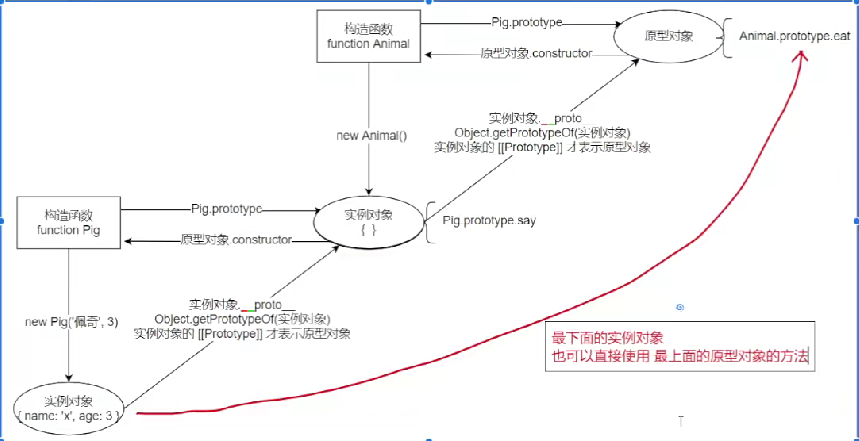 构造函数
function Animal
Pig.prototype
原型对象.constructor
原型对象
Animal.prototype.eat
new Animal()
实例对象.__proto
Object.getPrototypeOf(实例对象)
实例对象的 [[Prototype]] 才表示原型对象
构造函数
function Pig
Pig.prototype
原型对象.constructor
实例对象
{ }
Pig.prototype.say
new Pig('佩奇', 3)
实例对象.__proto__
Object.getPrototypeOf(实例对象)
实例对象的 [[Prototype]] 才表示原型对象
最下面的实例对象
也可以直接使用 最上面的原型对象的方法
实例对象
{ name: 'x', age: 3 }